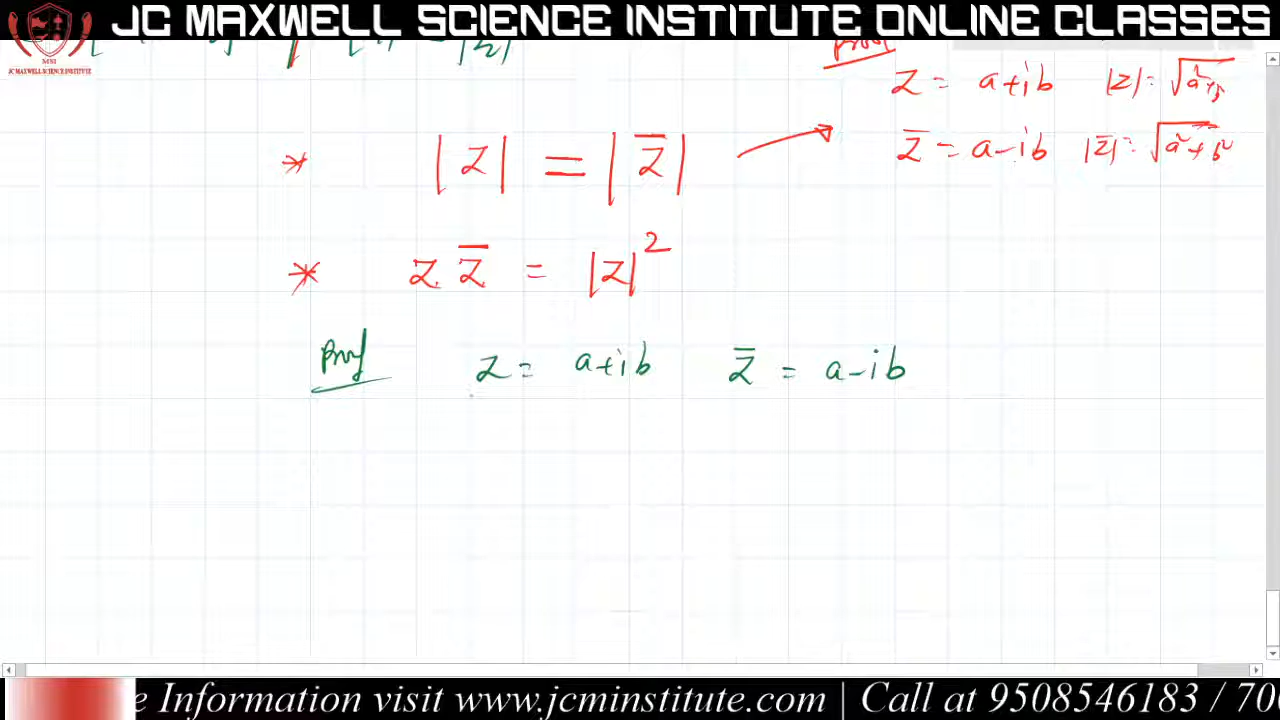 JC MAXWELL SCIENCE INSTITUTE ONLINE CLASSES
MSI
JC MAXWELL SCIENCE INSTITUTE
Proof
z = a+ib |z| = √a²+b²
* |z| = |z̅| z̅ = a-ib |z̅| = √a²+b²
* z z̅ = |z|²
Proof z = a+ib z̅ = a-ib
e Information visit www.jcminstitute.com | Call at 9508546183 / 70